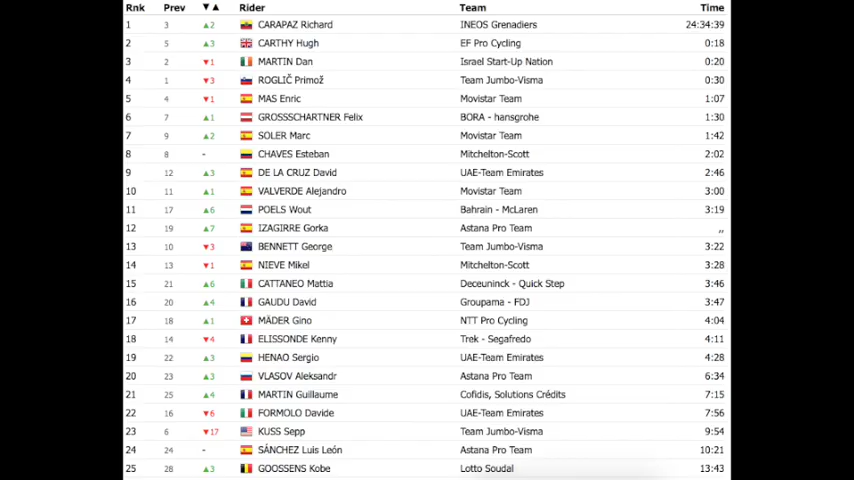 Rnk Prev ▼▲ Rider Team Time
1 3 ▲2 CARAPAZ Richard INEOS Grenadiers 24:34:39
2 5 ▲3 CARTHY Hugh EF Pro Cycling 0:18
3 2 ▼1 MARTIN Dan Israel Start-Up Nation 0:20
4 1 ▼3 ROGLIČ Primož Team Jumbo-Visma 0:30
5 4 ▼1 MAS Enric Movistar Team 1:07
6 7 ▲1 GROSSSCHARTNER Felix BORA - hansgrohe 1:30
7 9 ▲2 SOLER Marc Movistar Team 1:42
8 8 - CHAVES Esteban Mitchelton-Scott 2:02
9 12 ▲3 DE LA CRUZ David UAE-Team Emirates 2:46
10 11 ▲1 VALVERDE Alejandro Movistar Team 3:00
11 17 ▲6 POELS Wout Bahrain - McLaren 3:19
12 19 ▲7 IZAGIRRE Gorka Astana Pro Team ,,
13 10 ▼3 BENNETT George Team Jumbo-Visma 3:22
14 13 ▼1 NIEVE Mikel Mitchelton-Scott 3:28
15 21 ▲6 CATTANEO Mattia Deceuninck - Quick Step 3:46
16 20 ▲4 GAUDU David Groupama - FDJ 3:47
17 18 ▲1 MÄDER Gino NTT Pro Cycling 4:04
18 14 ▼4 ELISSONDE Kenny Trek - Segafredo 4:11
19 22 ▲3 HENAO Sergio UAE-Team Emirates 4:28
20 23 ▲3 VLASOV Aleksandr Astana Pro Team 6:34
21 25 ▲4 MARTIN Guillaume Cofidis, Solutions Crédits 7:15
22 16 ▼6 FORMOLO Davide UAE-Team Emirates 7:56
23 6 ▼17 KUSS Sepp Team Jumbo-Visma 9:54
24 24 - SÁNCHEZ Luis León Astana Pro Team 10:21
25 28 ▲3 GOOSSENS Kobe Lotto Soudal 13:43